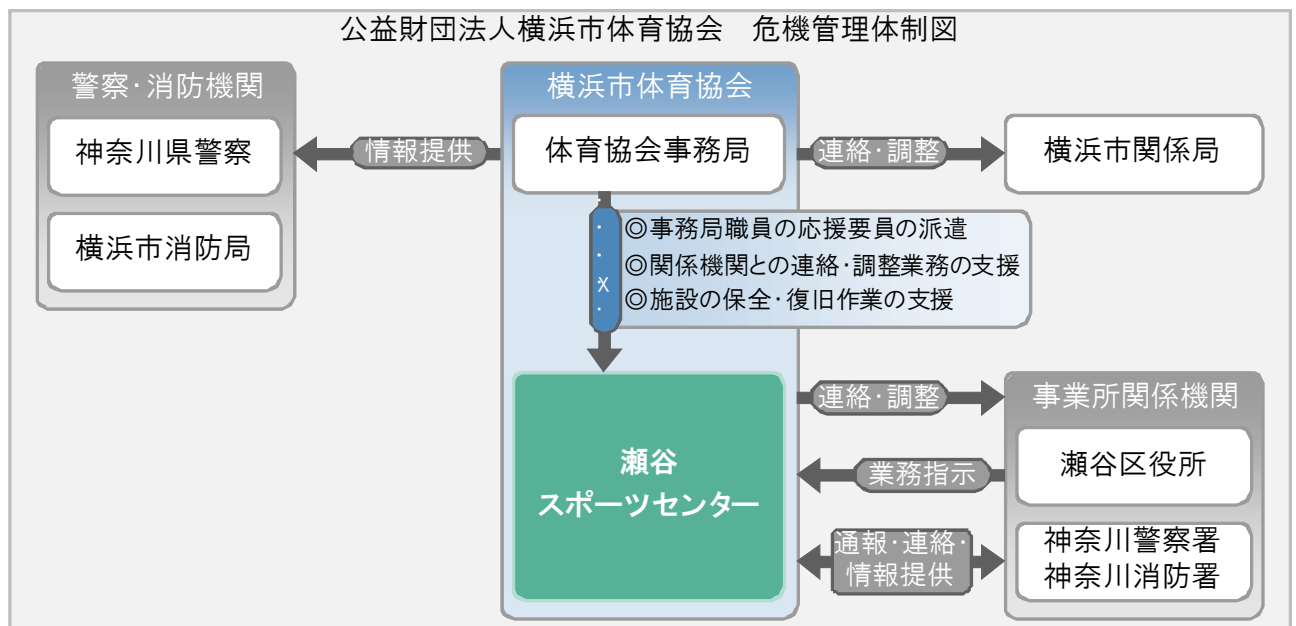 公益財団法人横浜市体育協会　危機管理体制図
警察・消防機関
神奈川県警察
横浜市消防局
情報提供
横浜市体育協会
体育協会事務局
連絡・調整
横浜市関係局
◎事務局職員の応援要員の派遣
◎関係機関との連絡・調整業務の支援
◎施設の保全・復旧作業の支援
X
瀬谷
スポーツセンター
連絡・調整
業務指示
通報・連絡・
情報提供
事業所関係機関
瀬谷区役所
神奈川警察署
神奈川消防署